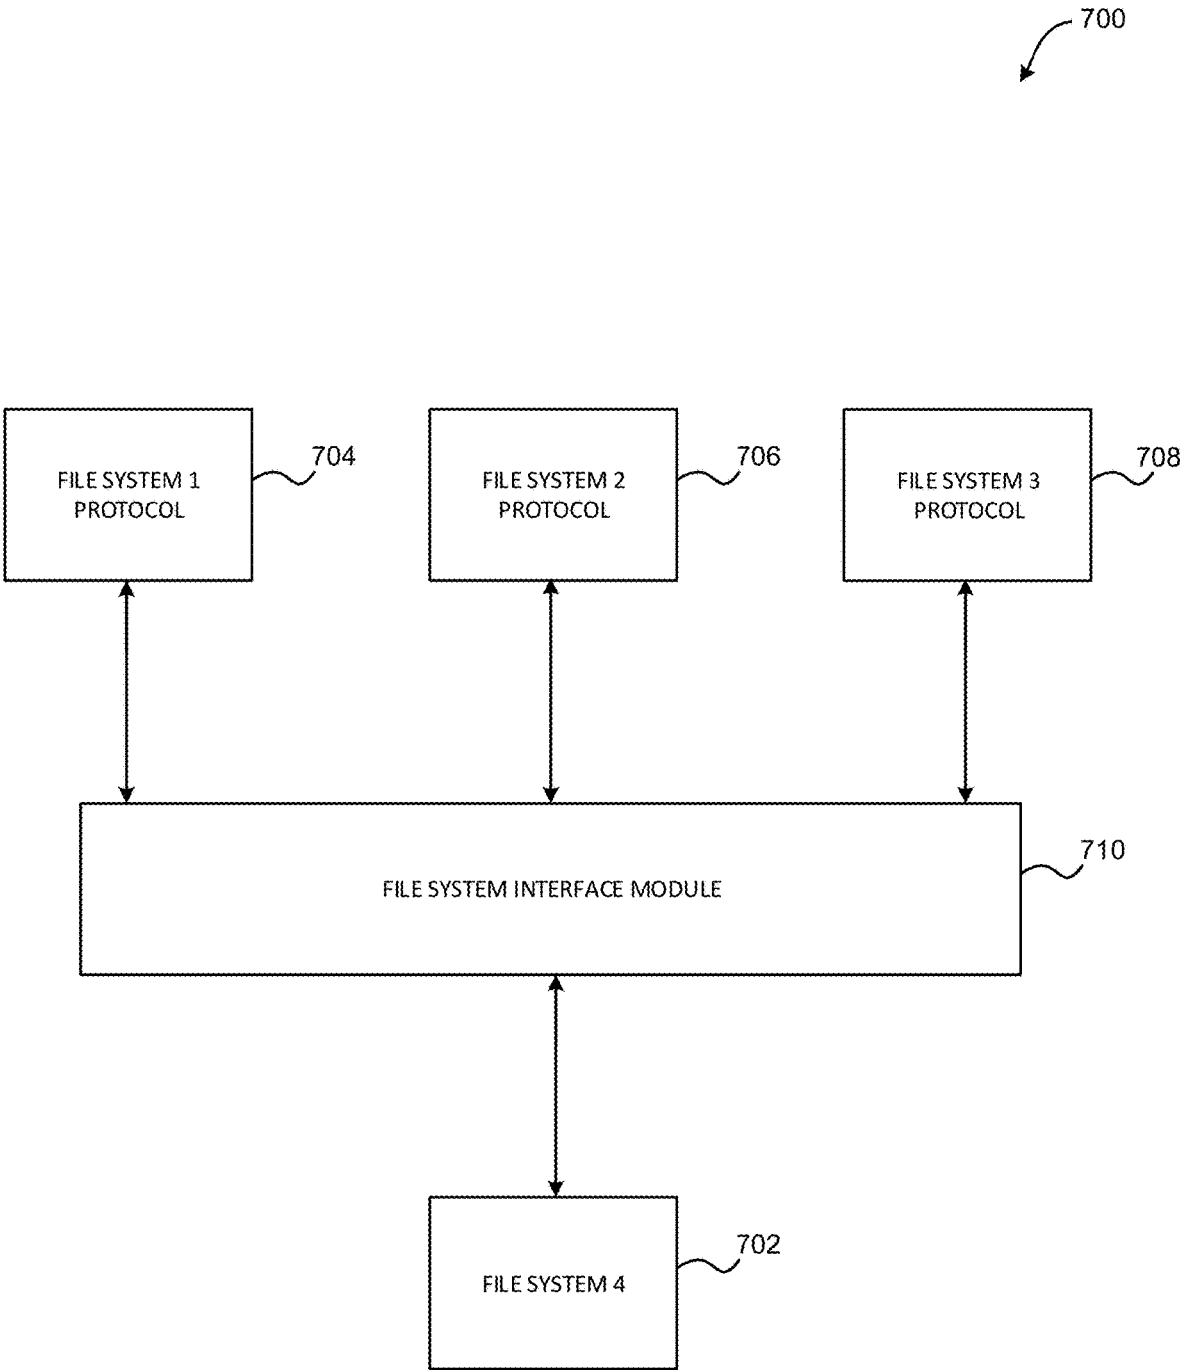 700
FILE SYSTEM 1
PROTOCOL
704
FILE SYSTEM 2
PROTOCOL
706
FILE SYSTEM 3
PROTOCOL
708
FILE SYSTEM INTERFACE MODULE
710
FILE SYSTEM 4
702